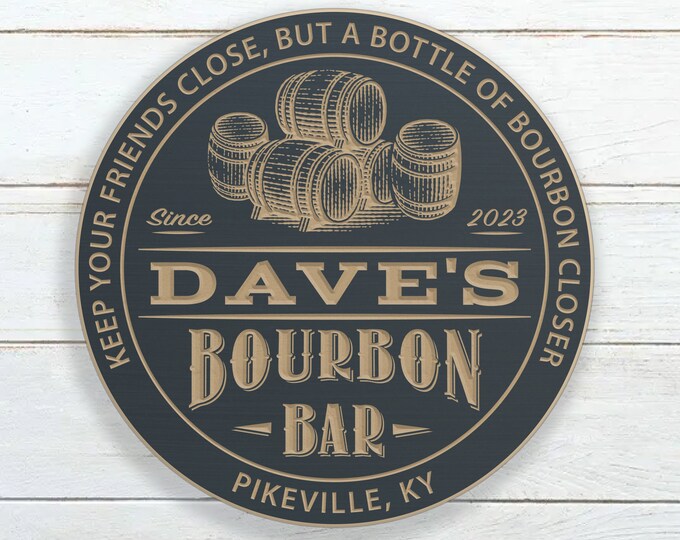 KEEP YOUR FRIENDS CLOSE, BUT A BOTTLE OF BOURBON CLOSER
Since 2023
DAVE'S
BOURBON
BAR
PIKEVILLE, KY